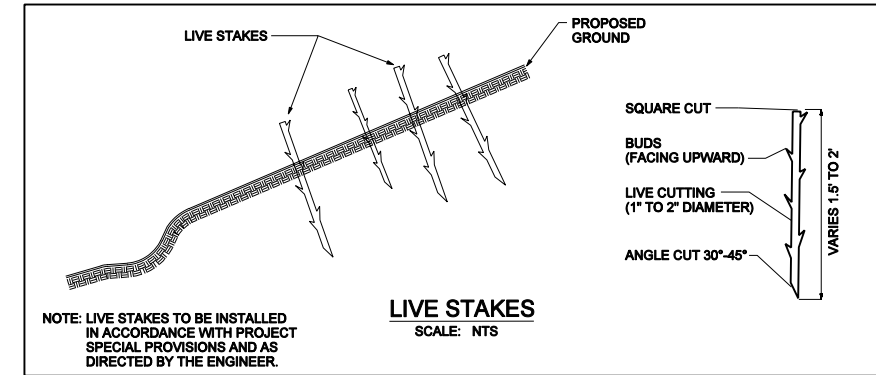 LIVE STAKES
PROPOSED
GROUND
SQUARE CUT
BUDS
(FACING UPWARD)
LIVE CUTTING
(1" TO 2" DIAMETER)
ANGLE CUT 30°-45°
VARIES 1.5' TO 2'
NOTE: LIVE STAKES TO BE INSTALLED
IN ACCORDANCE WITH PROJECT
SPECIAL PROVISIONS AND AS
DIRECTED BY THE ENGINEER.
LIVE STAKES
SCALE: NTS